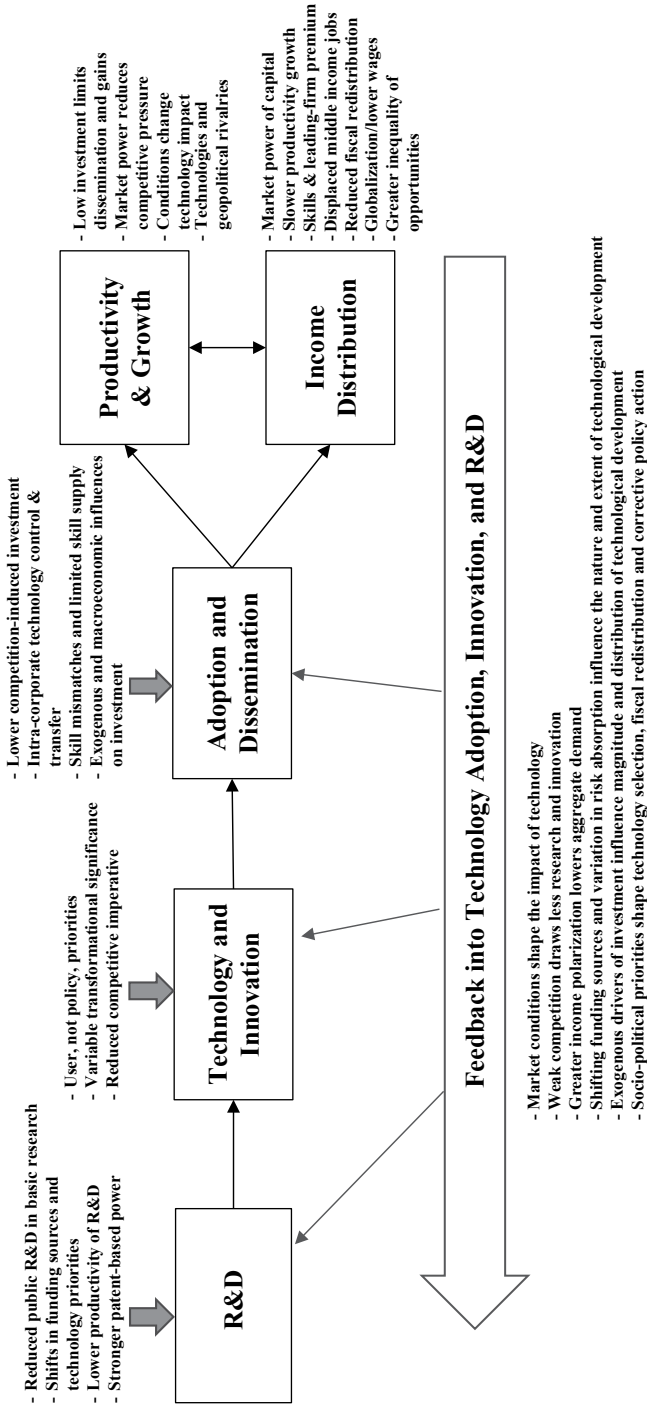 - Reduced public R&D in basic research
- Shifts in funding sources and
technology priorities
- Lower productivity of R&D
- Stronger patent-based power
R&D
- User, not policy, priorities
- Variable transformational significance
- Reduced competitive imperative
Technology and
Innovation
- Lower competition-induced investment
- Intra-corporate technology control &
transfer
- Skill mismatches and limited skill supply
- Exogenous and macroeconomic influences
on investment
Adoption and
Dissemination
Productivity
& Growth
- Low investment limits
dissemination and gains
- Market power reduces
competitive pressure
- Conditions change
technology impact
- Technologies and
geopolitical rivalries
Income
Distribution
- Market power of capital
- Slower productivity growth
- Skills & leading-firm premium
- Displaced middle income jobs
- Reduced fiscal redistribution
- Globalization/lower wages
- Greater inequality of
opportunities
Feedback into Technology Adoption, Innovation, and R&D
- Market conditions shape the impact of technology
- Weak competition draws less research and innovation
- Greater income polarization lowers aggregate demand
- Shifting funding sources and variation in risk absorption influence the nature and extent of technological development
- Exogenous drivers of investment influence magnitude and distribution of technological development
- Socio-political priorities shape technology selection, fiscal redistribution and corrective policy action